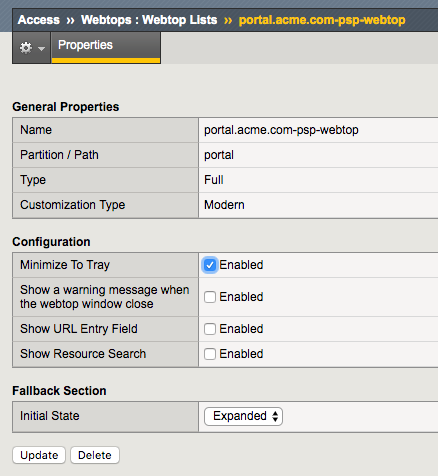 Access ›› Webtops : Webtop Lists ›› portal.acme.com-psp-webtop
Properties
General Properties
Name portal.acme.com-psp-webtop
Partition / Path portal
Type Full
Customization Type Modern
Configuration
Minimize To Tray Enabled
Show a warning message when
the webtop window close Enabled
Show URL Entry Field Enabled
Show Resource Search Enabled
Fallback Section
Initial State Expanded
Update Delete